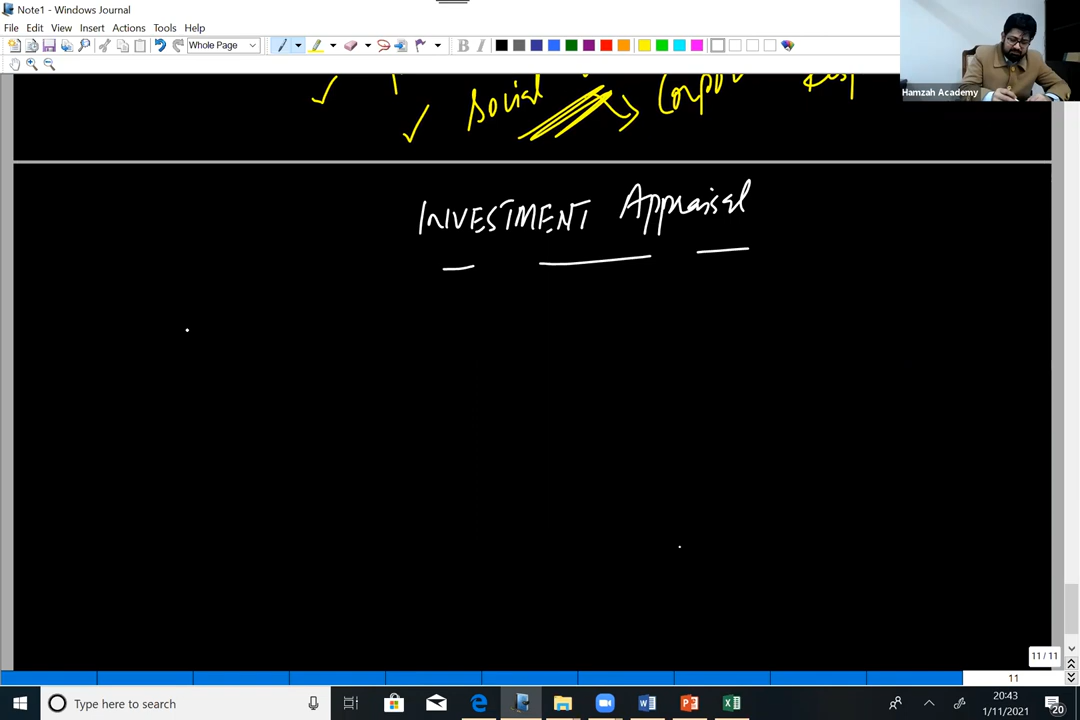 Note1 - Windows Journal
File Edit View Insert Actions Tools Help
Whole Page
B I
Hamzah Academy
Social
INVESTMENT Appraisal
11 / 11
11
Type here to search
20:43
1/11/2021
20